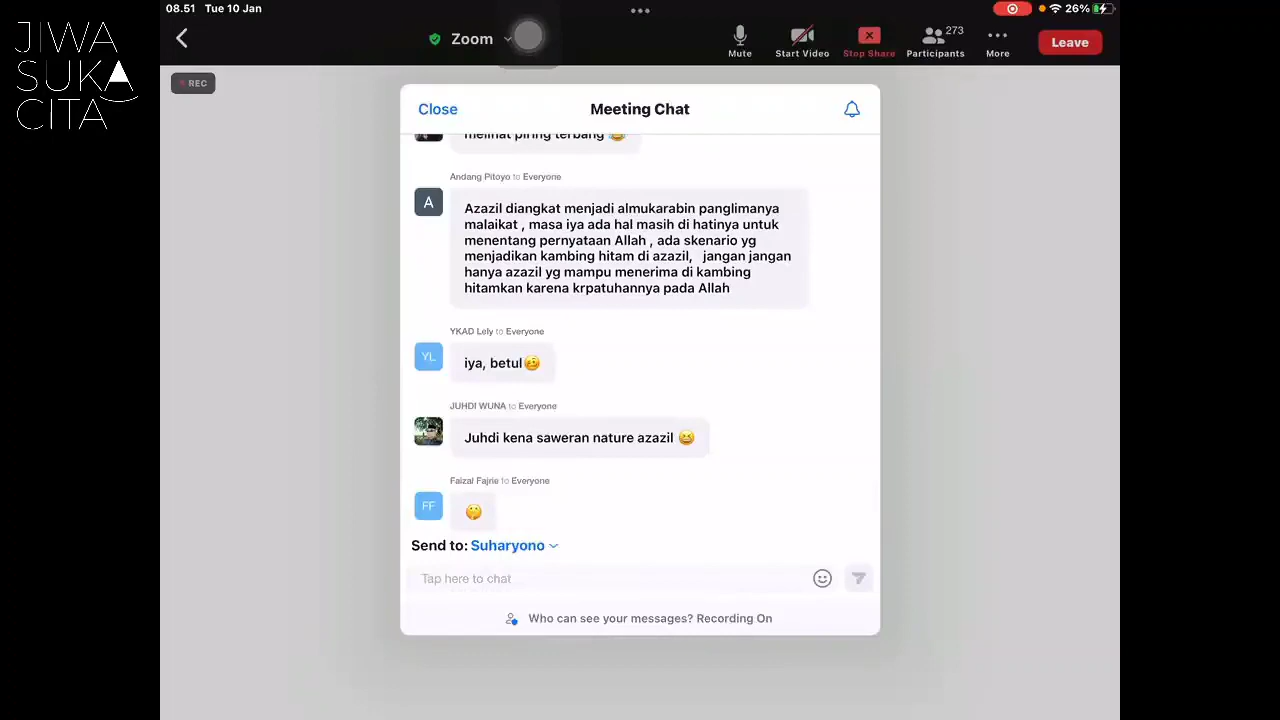 JIWA
SUKA
CITA
08.51 Tue 10 Jan
26%
Zoom
Mute
Start Video
Stop Share
Participants
273
More
Leave
REC
Close
Meeting Chat
melihat piring terbang 😂
Andang Pitoyo to Everyone
A
Azazil diangkat menjadi almukarabin panglimanya
malaikat , masa iya ada hal masih di hatinya untuk
menentang pernyataan Allah , ada skenario yg
menjadikan kambing hitam di azazil, jangan jangan
hanya azazil yg mampu menerima di kambing
hitamkan karena krpatuhannya pada Allah
YKAD Lely to Everyone
YL
iya, betul🥴
JUHDI WUNA to Everyone
Juhdi kena saweran nature azazil 😆
Faizal Fajrie to Everyone
FF
🤫
Send to: Suharyono
Tap here to chat
Who can see your messages? Recording On